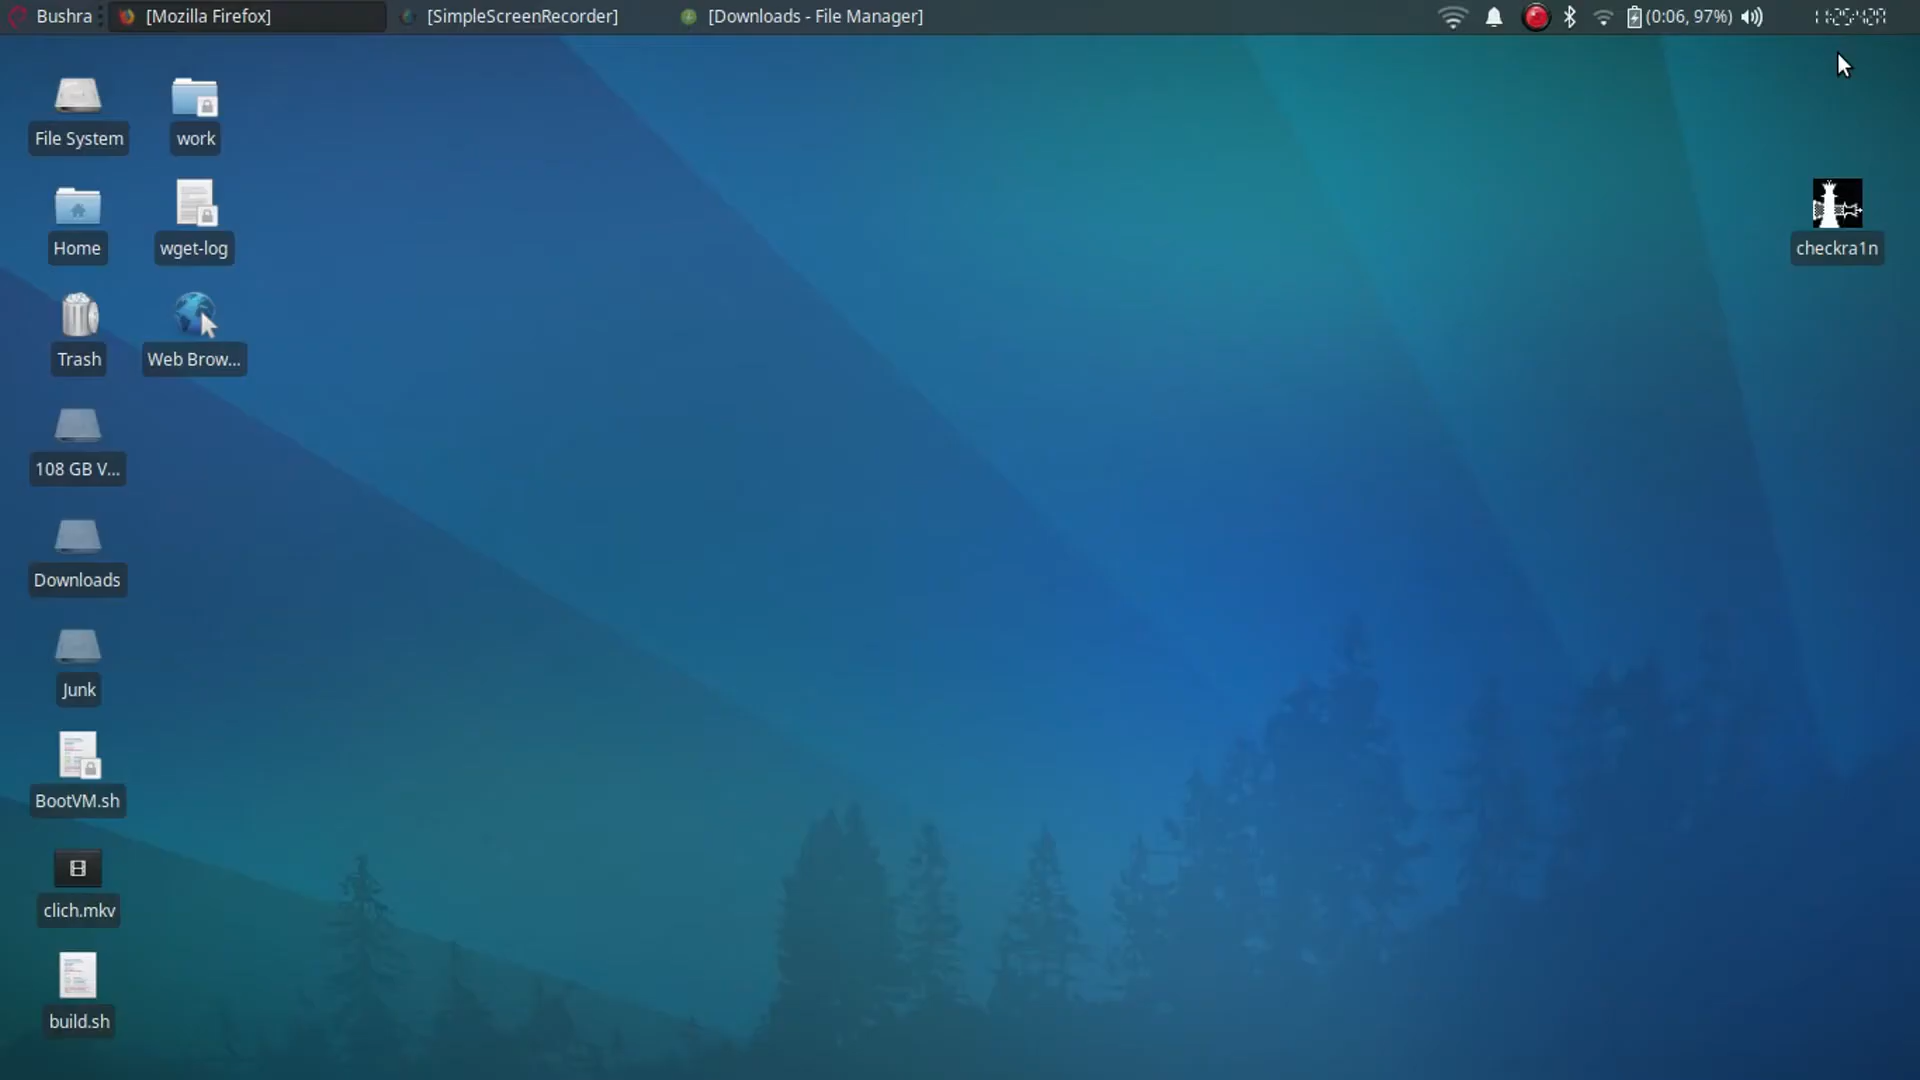 Bushra
[Mozilla Firefox]
[SimpleScreenRecorder]
[Downloads - File Manager]
(0:06, 97%)
File System
work
Home
wget-log
checkra1n
Trash
Web Brow...
108 GB V...
Downloads
Junk
BootVM.sh
clich.mkv
build.sh